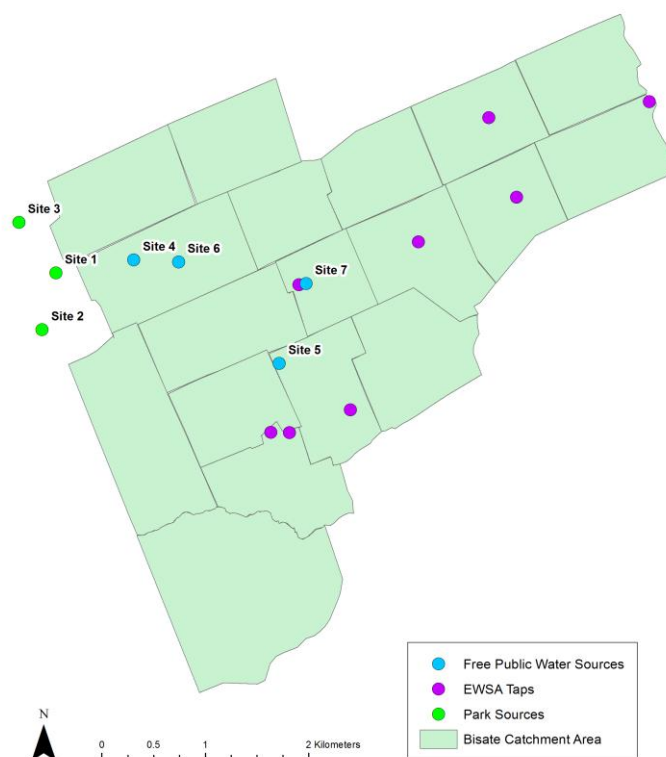 Site 3
Site 4
Site 6
Site 1
Site 7
Site 2
Site 5
Free Public Water Sources
EWSA Taps
Park Sources
Bisate Catchment Area
N
0 0.5 1 2 Kilometers